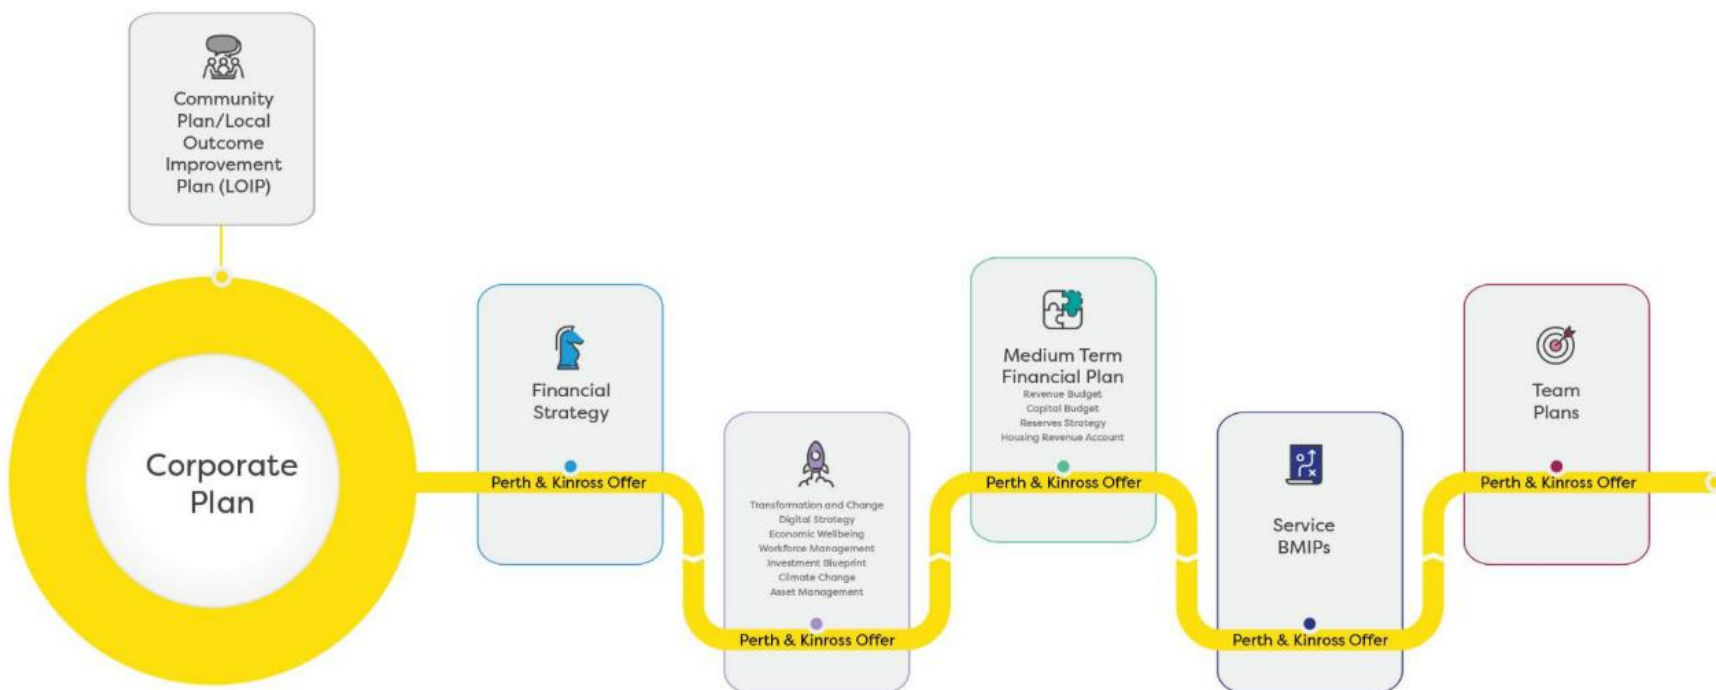 Community
Plan/Local
Outcome
Improvement
Plan (LOIP)
Corporate
Plan
Financial
Strategy
Perth & Kinross Offer
Transformation and Change
Digital Strategy
Economic Wellbeing
Workforce Management
Investment Blueprint
Climate Change
Asset Management
Perth & Kinross Offer
Medium Term
Financial Plan
Revenue Budget
Capital Budget
Reserves Strategy
Housing Revenue Account
Perth & Kinross Offer
Service
BMIPs
Perth & Kinross Offer
Team
Plans
Perth & Kinross Offer